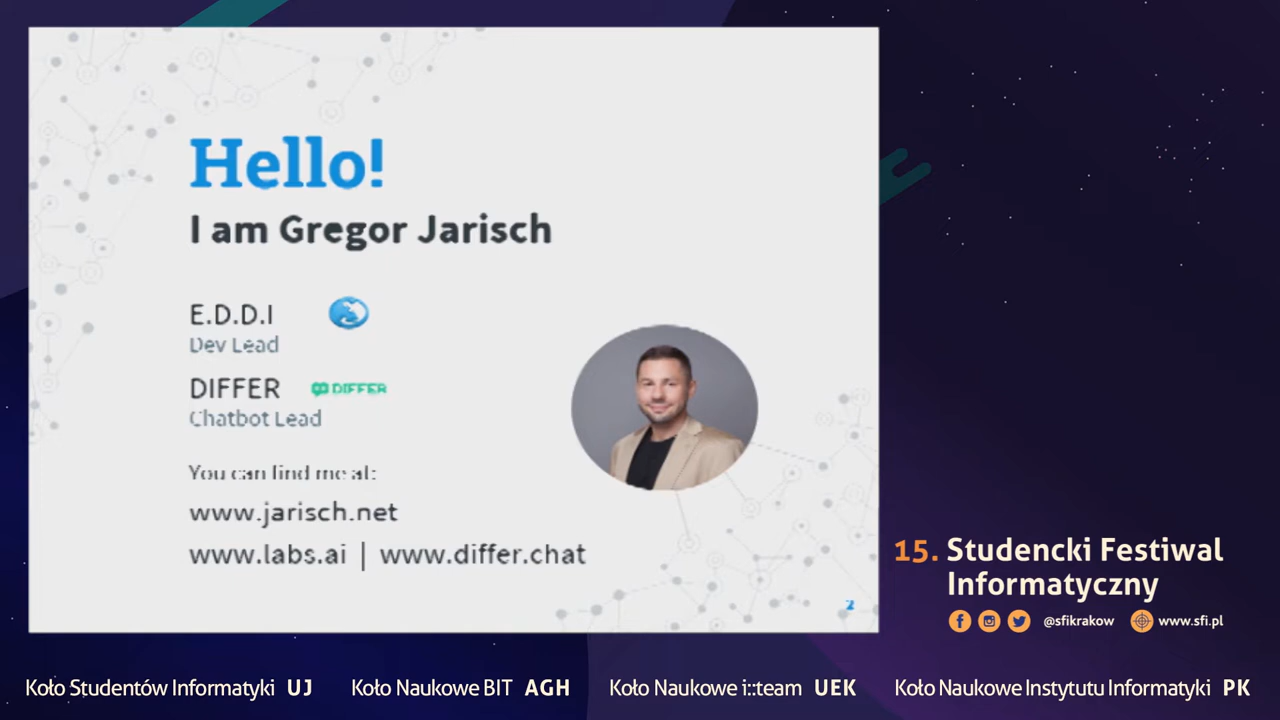 Hello!
I am Gregor Jarisch
E.D.D.I
Dev Lead
DIFFER
DIFFER
Chatbot Lead
You can find me at:
www.jarisch.net
www.labs.ai | www.differ.chat
2
15. Studencki Festiwal
Informatyczny
@sfikrakow www.sfi.pl
Koło Studentów Informatyki UJ
Koło Naukowe BIT AGH
Koło Naukowe i::team UEK
Koło Naukowe Instytutu Informatyki PK